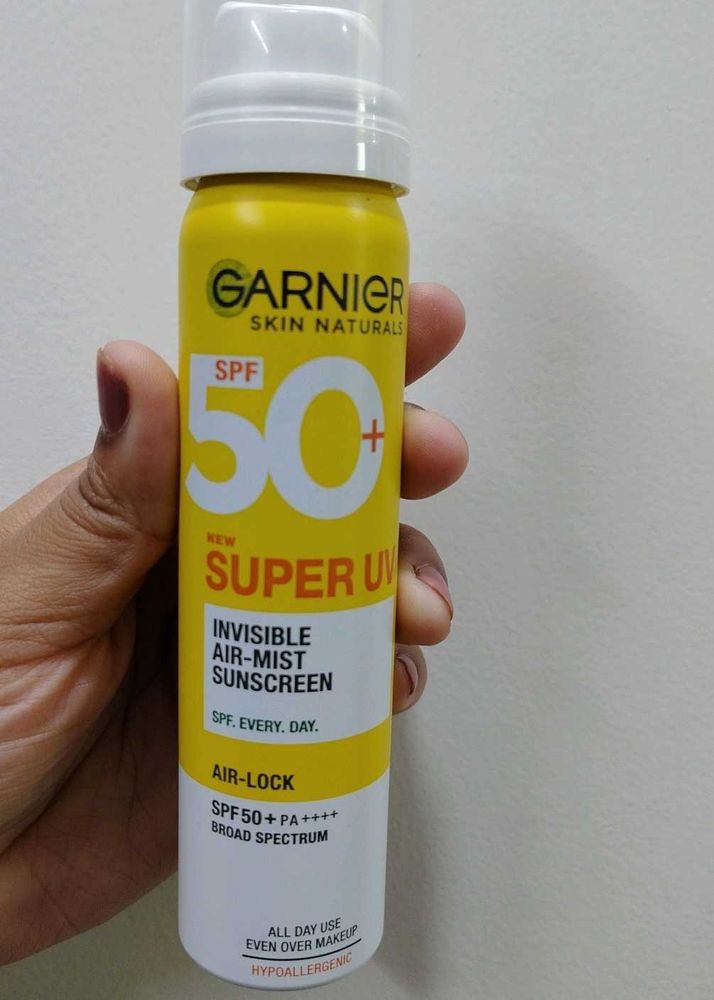 GARNIER
SKIN NATURALS
SPF
50+
NEW
SUPER UV
INVISIBLE
AIR-MIST
SUNSCREEN
SPF. EVERY. DAY.
AIR-LOCK
SPF50+ PA++++
BROAD SPECTRUM
ALL DAY USE
EVEN OVER MAKEUP
HYPOALLERGENIC